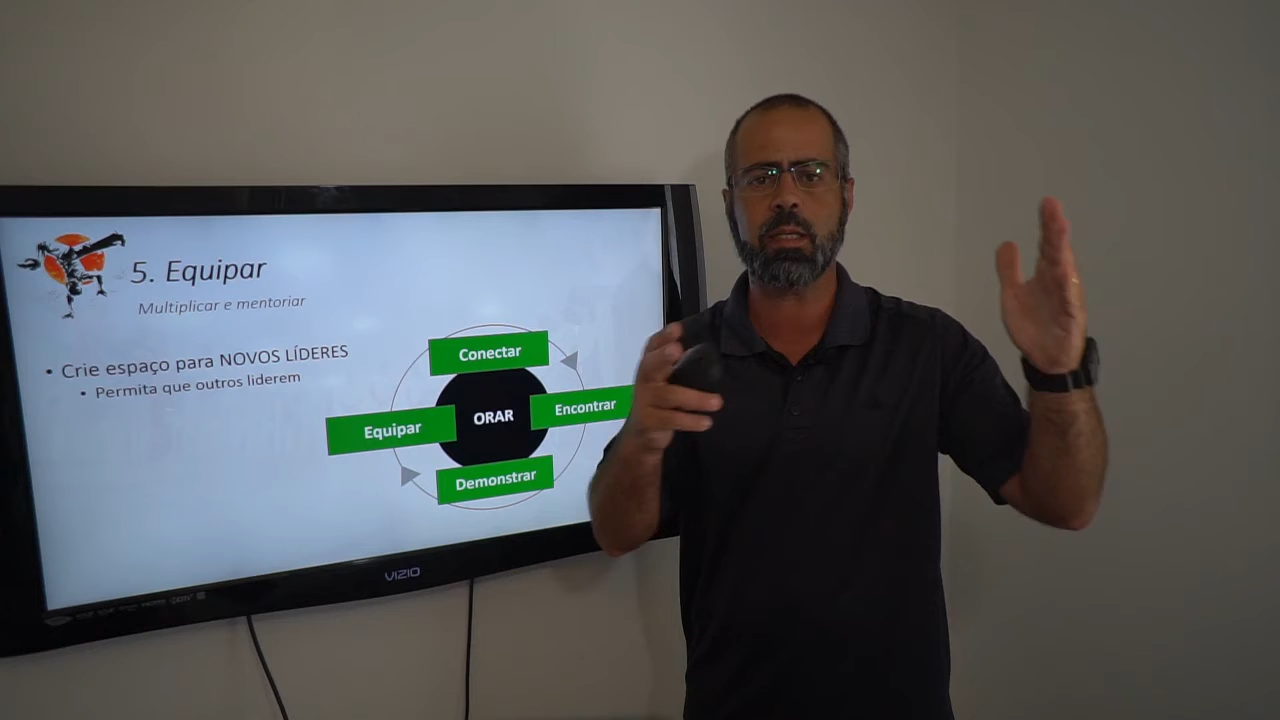 5. Equipar
Multiplicar e mentoriar
• Crie espaço para NOVOS LÍDERES
• Permita que outros liderem
Conectar
Encontrar
ORAR
Equipar
Demonstrar
VIZIO